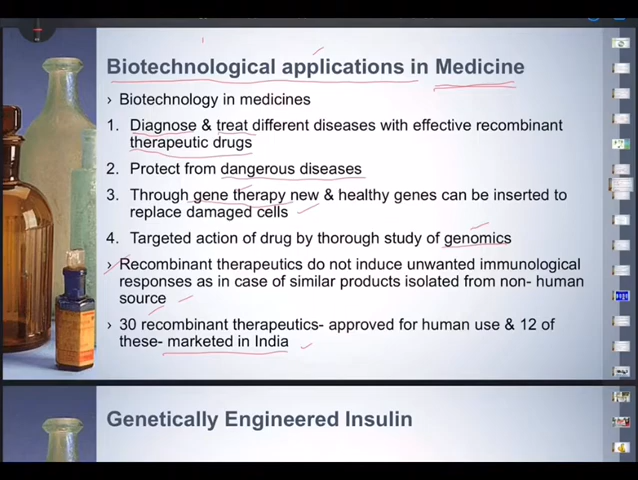 Biotechnological applications in Medicine
› Biotechnology in medicines
1. Diagnose & treat different diseases with effective recombinant
therapeutic drugs
2. Protect from dangerous diseases
3. Through gene therapy new & healthy genes can be inserted to
replace damaged cells
4. Targeted action of drug by thorough study of genomics
› Recombinant therapeutics do not induce unwanted immunological
responses as in case of similar products isolated from non- human
source
› 30 recombinant therapeutics- approved for human use & 12 of
these- marketed in India
Genetically Engineered Insulin